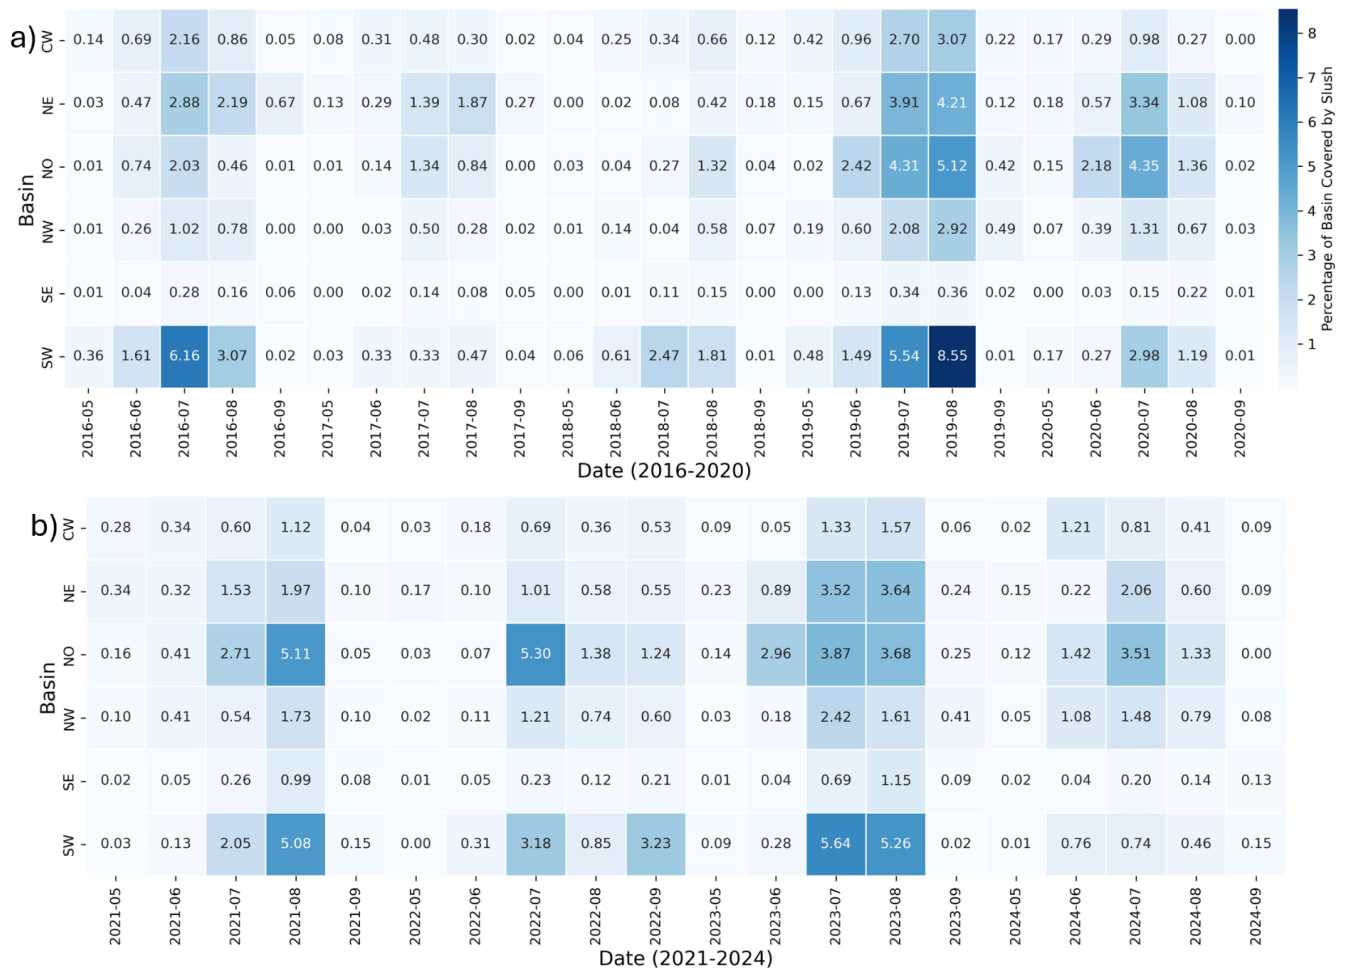 a)
CW 0.14 0.69 2.16 0.86 0.05 0.08 0.31 0.48 0.30 0.02 0.04 0.25 0.34 0.66 0.12 0.42 0.96 2.70 3.07 0.22 0.17 0.29 0.98 0.27 0.00
NE 0.03 0.47 2.88 2.19 0.67 0.13 0.29 1.39 1.87 0.27 0.00 0.02 0.08 0.42 0.18 0.15 0.67 3.91 4.21 0.12 0.18 0.57 3.34 1.08 0.10
NO 0.01 0.74 2.03 0.46 0.01 0.01 0.14 1.34 0.84 0.00 0.03 0.04 0.27 1.32 0.04 0.02 2.42 4.31 5.12 0.42 0.15 2.18 4.35 1.36 0.02
NW 0.01 0.26 1.02 0.78 0.00 0.00 0.03 0.50 0.28 0.02 0.01 0.14 0.04 0.58 0.07 0.19 0.60 2.08 2.92 0.49 0.07 0.39 1.31 0.67 0.03
SE 0.01 0.04 0.28 0.16 0.06 0.00 0.02 0.14 0.08 0.05 0.00 0.01 0.11 0.15 0.00 0.00 0.13 0.34 0.36 0.02 0.00 0.03 0.15 0.22 0.01
SW 0.36 1.61 6.16 3.07 0.02 0.03 0.33 0.33 0.47 0.04 0.06 0.61 2.47 1.81 0.01 0.48 1.49 5.54 8.55 0.01 0.17 0.27 2.98 1.19 0.01
Basin
2016-05 2016-06 2016-07 2016-08 2016-09 2017-05 2017-06 2017-07 2017-08 2017-09 2018-05 2018-06 2018-07 2018-08 2018-09 2019-05 2019-06 2019-07 2019-08 2019-09 2020-05 2020-06 2020-07 2020-08 2020-09
Date (2016-2020)
8
7
6
5
4
3
2
1
Percentage of Basin Covered by Slush
b)
CW 0.28 0.34 0.60 1.12 0.04 0.03 0.18 0.69 0.36 0.53 0.09 0.05 1.33 1.57 0.06 0.02 1.21 0.81 0.41 0.09
NE 0.34 0.32 1.53 1.97 0.10 0.17 0.10 1.01 0.58 0.55 0.23 0.89 3.52 3.64 0.24 0.15 0.22 2.06 0.60 0.09
NO 0.16 0.41 2.71 5.11 0.05 0.03 0.07 5.30 1.38 1.24 0.14 2.96 3.87 3.68 0.25 0.12 1.42 3.51 1.33 0.00
NW 0.10 0.41 0.54 1.73 0.10 0.02 0.11 1.21 0.74 0.60 0.03 0.18 2.42 1.61 0.41 0.05 1.08 1.48 0.79 0.08
SE 0.02 0.05 0.26 0.99 0.08 0.01 0.05 0.23 0.12 0.21 0.01 0.04 0.69 1.15 0.09 0.02 0.04 0.20 0.14 0.13
SW 0.03 0.13 2.05 5.08 0.15 0.00 0.31 3.18 0.85 3.23 0.09 0.28 5.64 5.26 0.02 0.01 0.76 0.74 0.46 0.15
Basin
2021-05 2021-06 2021-07 2021-08 2021-09 2022-05 2022-06 2022-07 2022-08 2022-09 2023-05 2023-06 2023-07 2023-08 2023-09 2024-05 2024-06 2024-07 2024-08 2024-09
Date (2021-2024)